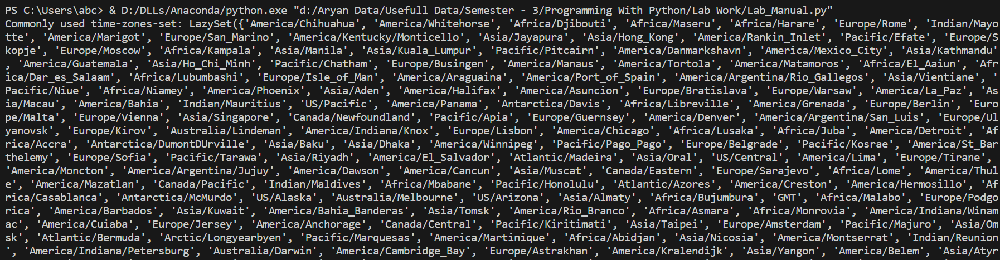 PS C:\Users\abc> & D:/DLLs/Anaconda/python.exe "d:/Aryan Data/Usefull Data/Semester - 3/Programming With Python/Lab Work/Lab_Manual.py"
Commonly used time-zones-set: LazySet({'America/Chihuahua', 'America/Whitehorse', 'Africa/Djibouti', 'Africa/Maseru', 'Africa/Harare', 'Europe/Rome', 'Indian/Mayo
tte', 'America/Marigot', 'Europe/San_Marino', 'America/Kentucky/Monticello', 'Asia/Jayapura', 'Asia/Hong_Kong', 'America/Rankin_Inlet', 'Pacific/Efate', 'Europe/S
kopje', 'Europe/Moscow', 'Africa/Kampala', 'Asia/Manila', 'Asia/Kuala_Lumpur', 'Pacific/Pitcairn', 'America/Danmarkshavn', 'America/Mexico_City', 'Asia/Kathmandu'
, 'America/Guatemala', 'Asia/Ho_Chi_Minh', 'Pacific/Chatham', 'Europe/Busingen', 'America/Manaus', 'America/Tortola', 'America/Matamoros', 'Africa/El_Aaiun', 'Afr
ica/Dar_es_Salaam', 'Africa/Lubumbashi', 'Europe/Isle_of_Man', 'America/Araguaina', 'America/Port_of_Spain', 'America/Argentina/Rio_Gallegos', 'Asia/Vientiane', '
Pacific/Niue', 'Africa/Niamey', 'America/Phoenix', 'Asia/Aden', 'America/Halifax', 'America/Asuncion', 'Europe/Bratislava', 'Europe/Warsaw', 'America/La_Paz', 'As
ia/Macau', 'America/Bahia', 'Indian/Mauritius', 'US/Pacific', 'America/Panama', 'Antarctica/Davis', 'Africa/Libreville', 'America/Grenada', 'Europe/Berlin', 'Euro
pe/Malta', 'Europe/Vienna', 'Asia/Singapore', 'Canada/Newfoundland', 'Pacific/Apia', 'Europe/Guernsey', 'America/Denver', 'America/Argentina/San_Luis', 'Europe/Ul
yanovsk', 'Europe/Kirov', 'Australia/Lindeman', 'America/Indiana/Knox', 'Europe/Lisbon', 'America/Chicago', 'Africa/Lusaka', 'Africa/Juba', 'America/Detroit', 'Af
rica/Accra', 'Antarctica/DumontDUrville', 'Asia/Baku', 'Asia/Dhaka', 'America/Winnipeg', 'Pacific/Pago_Pago', 'Europe/Belgrade', 'Pacific/Kosrae', 'America/St_Bar
thelemy', 'Europe/Sofia', 'Pacific/Tarawa', 'Asia/Riyadh', 'America/El_Salvador', 'Atlantic/Madeira', 'Asia/Oral', 'US/Central', 'America/Lima', 'Europe/Tirane',
'America/Moncton', 'America/Argentina/Jujuy', 'America/Dawson', 'America/Cancun', 'Asia/Muscat', 'Canada/Eastern', 'Europe/Sarajevo', 'Africa/Lome', 'America/Thul
e', 'America/Mazatlan', 'Canada/Pacific', 'Indian/Maldives', 'Africa/Mbabane', 'Pacific/Honolulu', 'Atlantic/Azores', 'America/Creston', 'America/Hermosillo', 'Af
rica/Casablanca', 'Antarctica/McMurdo', 'US/Alaska', 'Australia/Melbourne', 'US/Arizona', 'Asia/Almaty', 'Africa/Bujumbura', 'GMT', 'Africa/Malabo', 'Europe/Podgo
rica', 'America/Barbados', 'Asia/Kuwait', 'America/Bahia_Banderas', 'Asia/Tomsk', 'America/Rio_Branco', 'Africa/Asmara', 'Africa/Monrovia', 'America/Indiana/Winam
ac', 'America/Cuiaba', 'Europe/Jersey', 'America/Anchorage', 'Canada/Central', 'Pacific/Kiritimati', 'Asia/Taipei', 'Europe/Amsterdam', 'Pacific/Majuro', 'Asia/Om
sk', 'Atlantic/Bermuda', 'Arctic/Longyearbyen', 'Pacific/Marquesas', 'America/Martinique', 'Africa/Abidjan', 'Asia/Nicosia', 'America/Montserrat', 'Indian/Reunion
', 'America/Indiana/Petersburg', 'Australia/Darwin', 'America/Cambridge_Bay', 'Europe/Astrakhan', 'America/Kralendijk', 'Asia/Yangon', 'America/Belem', 'Asia/Atyr